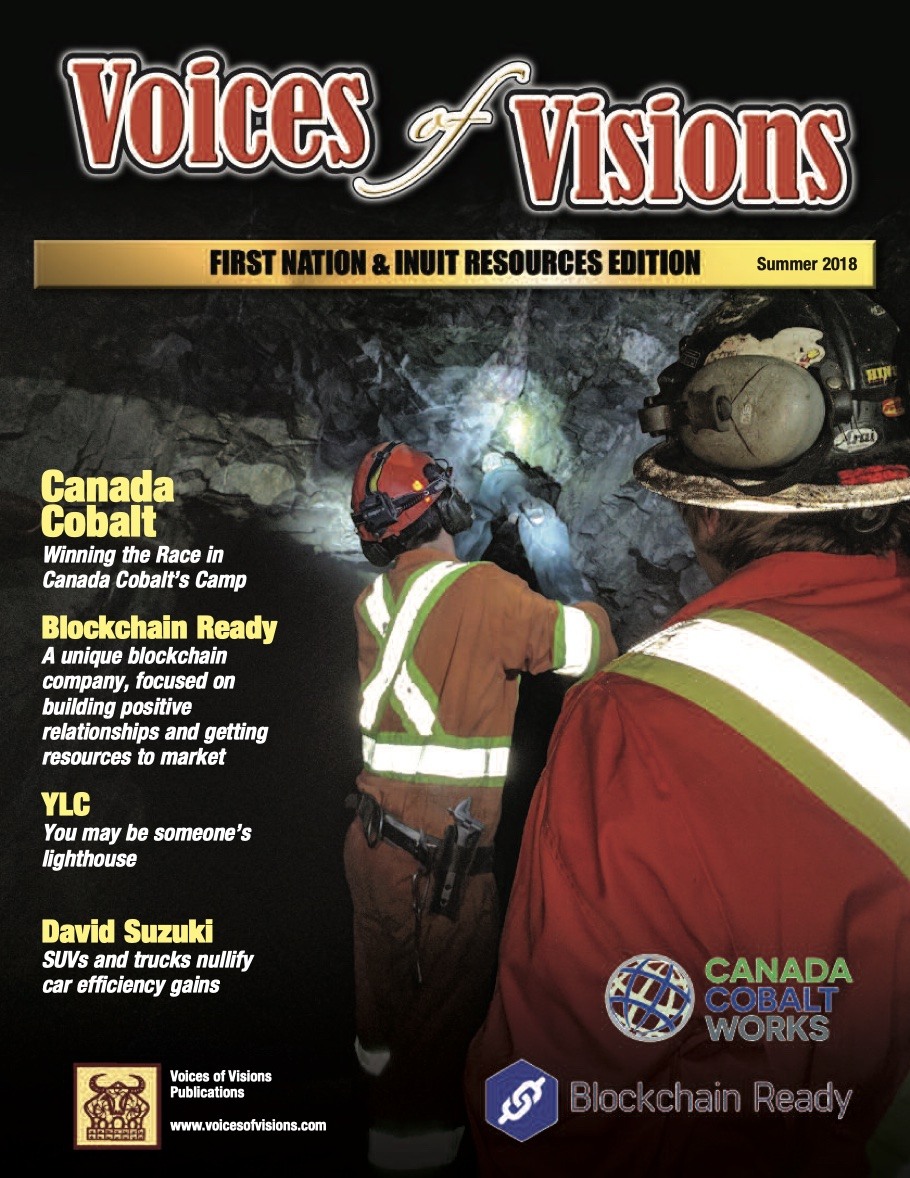 Voices of Visions
FIRST NATION & INUIT RESOURCES EDITION
Summer 2018
Canada
Cobalt
Winning the Race in
Canada Cobalt's Camp
Blockchain Ready
A unique blockchain
company, focused on
building positive
relationships and getting
resources to market
YLC
You may be someone's
lighthouse
David Suzuki
SUVs and trucks nullify
car efficiency gains
CANADA
COBALT
WORKS
Blockchain Ready
Voices of Visions
Publications
www.voicesofvisions.com